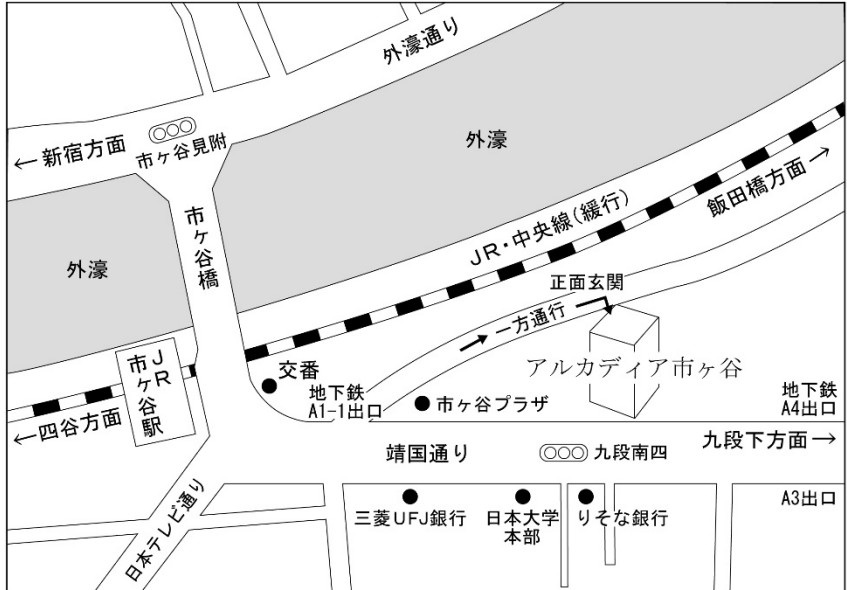 外濠通り
←新宿方面
市ヶ谷見附
外濠
市ヶ谷橋
外濠
JR・中央線(緩行)
飯田橋方面→
正面玄関
→一方通行→
アルカディア市ヶ谷
JR
市ヶ谷駅
交番
地下鉄
A1-1出口
市ヶ谷プラザ
地下鉄
A4出口
←四谷方面
靖国通り
九段南四
九段下方面→
日本テレビ通り
三菱UFJ銀行
日本大学
本部
りそな銀行
A3出口